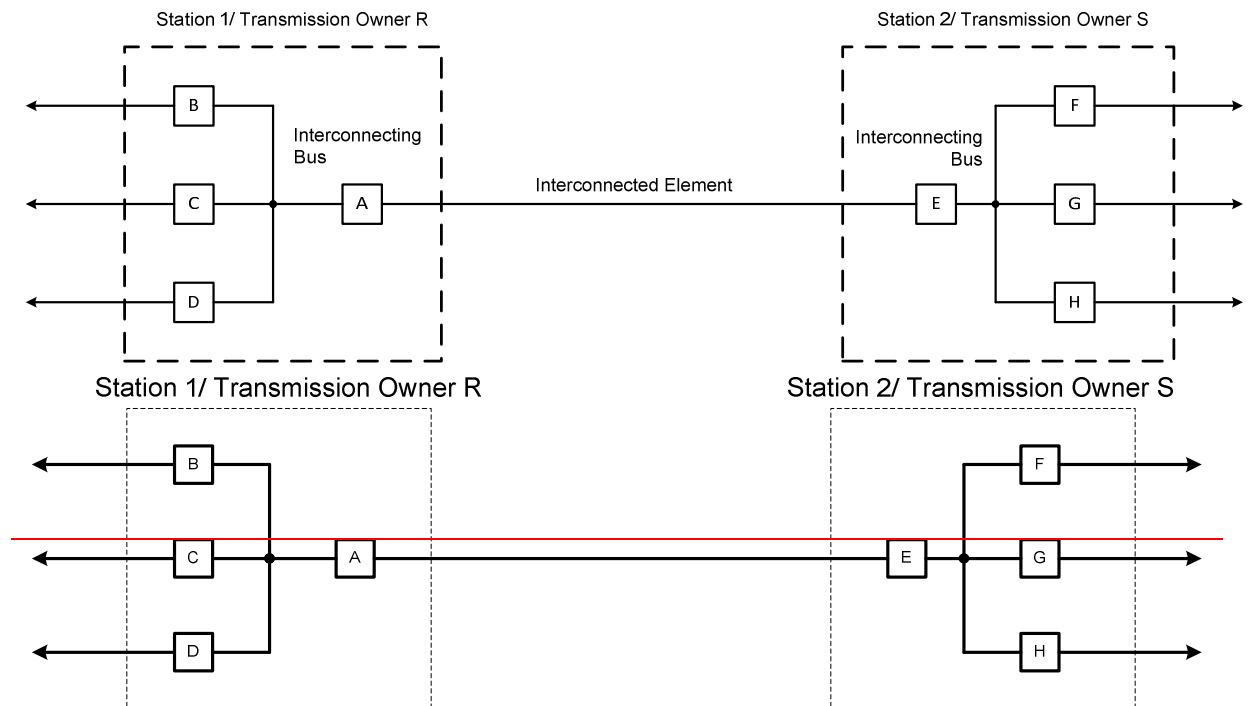 Station 1/ Transmission Owner R
Station 2/ Transmission Owner S
B
F
Interconnecting
Bus
Interconnecting
Bus
Interconnected Element
C
A
E
G
D
H
Station 1/ Transmission Owner R
Station 2/ Transmission Owner S
B
F
C
A
E
G
D
H